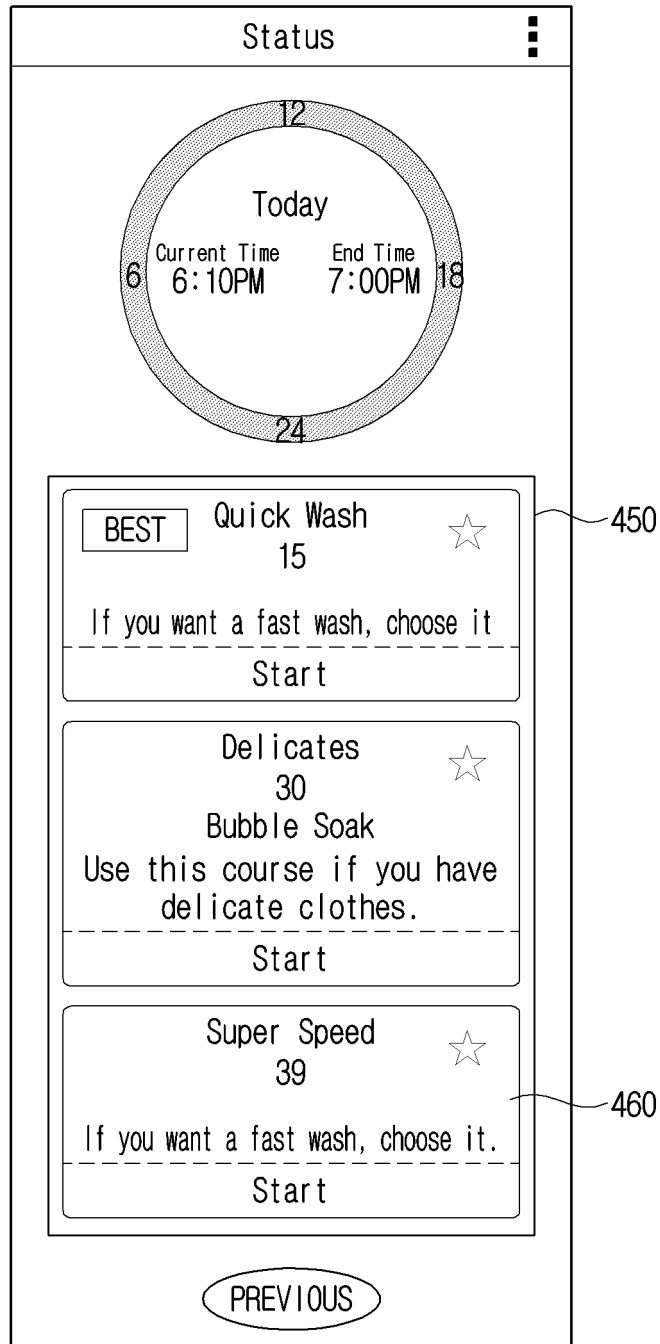 Status
12
Today
Current Time End Time
6 6:10PM 7:00PM 18
24
450
BEST Quick Wash
15
If you want a fast wash, choose it
Start
Delicates
30
Bubble Soak
Use this course if you have
delicate clothes.
Start
Super Speed
39
460
If you want a fast wash, choose it.
Start
PREVIOUS